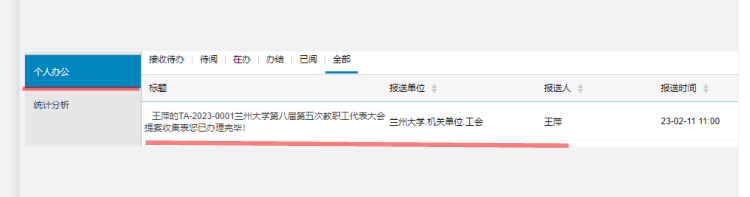 接收待办 | 待阅 | 在办 | 办结 | 已阅 | 全部
个人办公
标题 报送单位 报送人 报送时间
统计分析
王萍的TA-2023-0001兰州大学第八届第五次教职工代表大会
提案收集表您已办理完毕! 兰州大学.机关单位.工会 王萍 23-02-11 11:00